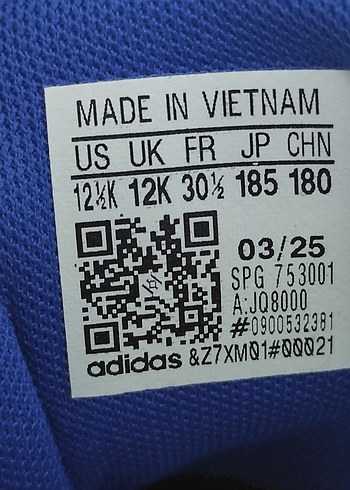 MADE IN VIETNAM
US UK FR JP CHN
12½K 12K 30½ 185 180
03/25
SPG 753001
A:JQ8000
#0900532381
adidas &Z7XM01#00021